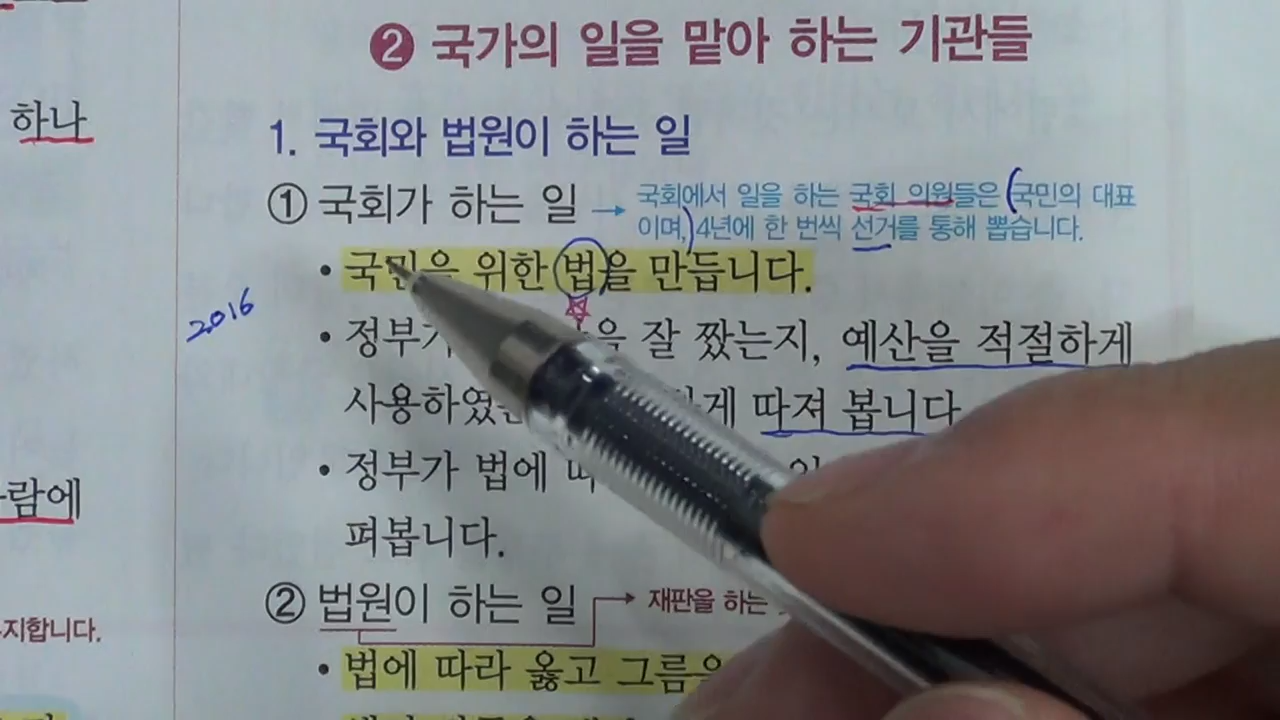 하나
람에
지합니다.
❷ 국가의 일을 맡아 하는 기관들
1. 국회와 법원이 하는 일
① 국회가 하는 일 → 국회에서 일을 하는 국회 의원들은 (국민의 대표
이며,) 4년에 한 번씩 선거를 통해 뽑습니다.
• 국민을 위한 법을 만듭니다.
2016
• 정부가 을 잘 짰는지, 예산을 적절하게
사용하였는 하게 따져 봅니다
• 정부가 법에 따
펴봅니다.
② 법원이 하는 일 → 재판을 하는
• 법에 따라 옳고 그름을